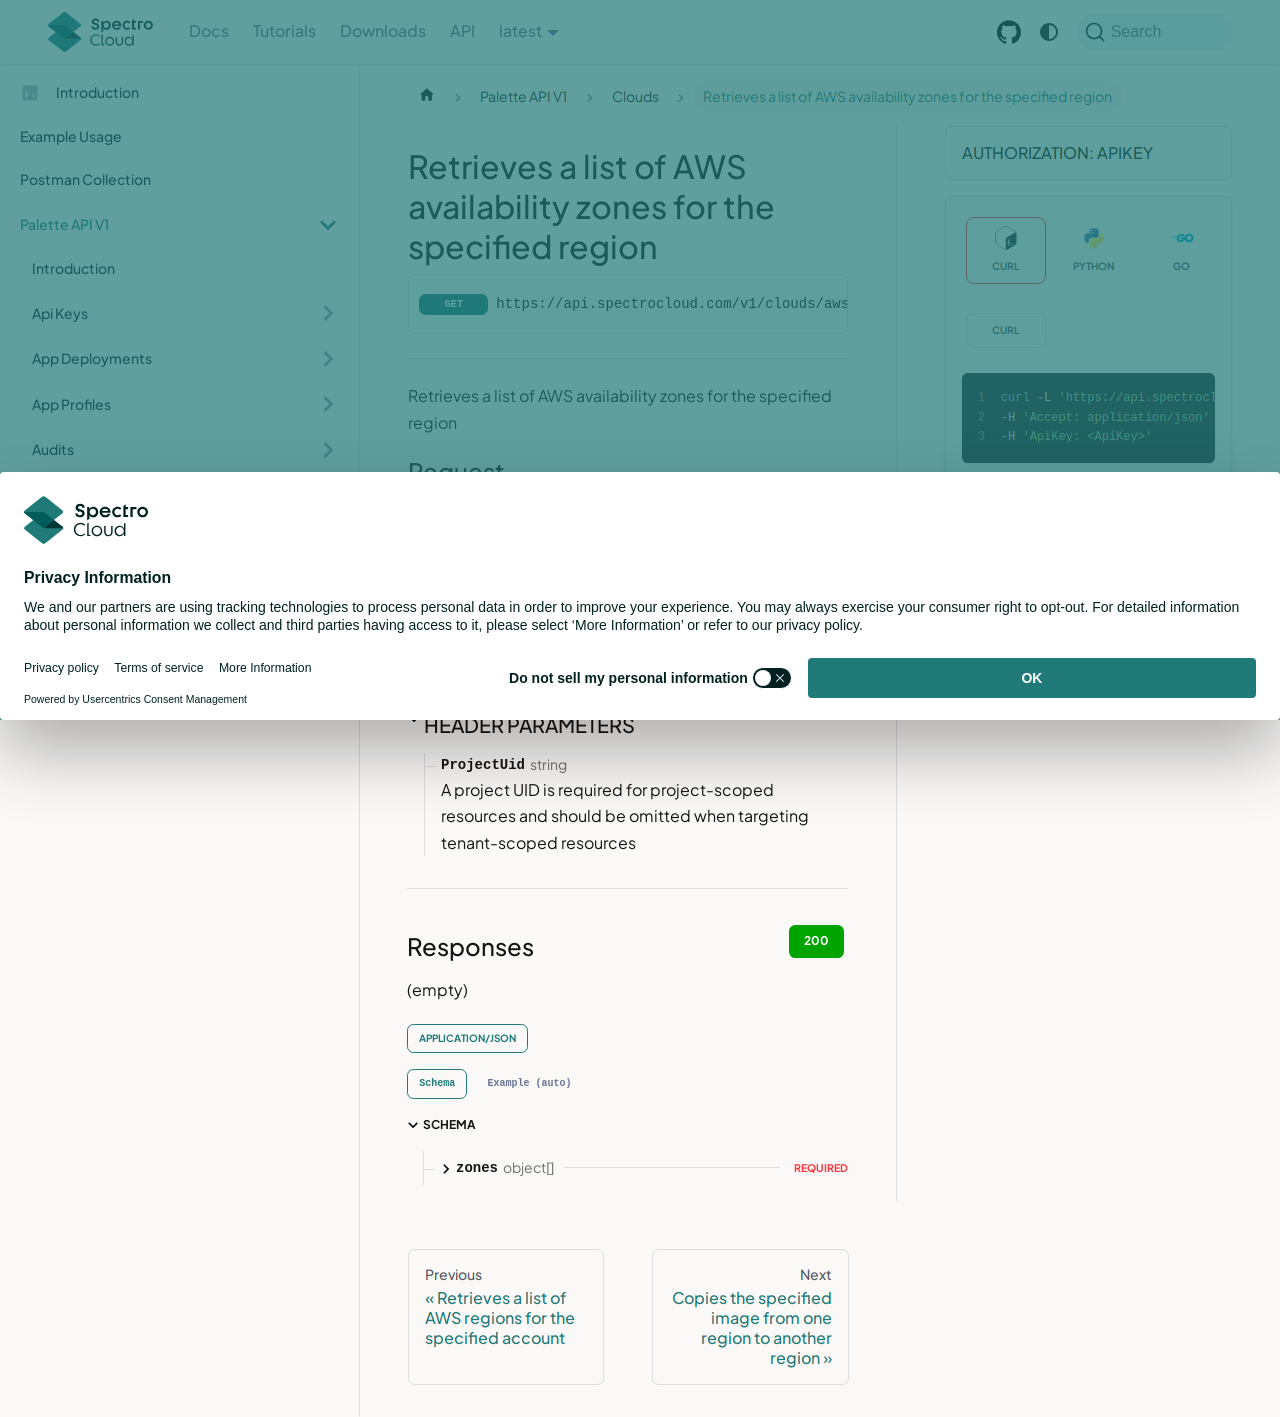 Spectro
Cloud
Docs Tutorials Downloads API latest
Search
Introduction
Example Usage
Postman Collection
Palette API V1
Introduction
Api Keys
App Deployments
App Profiles
Audits
Palette API V1 Clouds Retrieves a list of AWS availability zones for the specified region
Retrieves a list of AWS
availability zones for the
specified region
GET https://api.spectrocloud.com/v1/clouds/aws
Retrieves a list of AWS availability zones for the specified
region
Request
AUTHORIZATION: APIKEY
CURL PYTHON GO
CURL
1 curl -L 'https://api.spectrocl
2 -H 'Accept: application/json'
3 -H 'ApiKey: <ApiKey>'
Spectro
Cloud
Privacy Information
We and our partners are using tracking technologies to process personal data in order to improve your experience. You may always exercise your consumer right to opt-out. For detailed information
about personal information we collect and third parties having access to it, please select ‘More Information’ or refer to our privacy policy.
Privacy policy Terms of service More Information
Do not sell my personal information
OK
Powered by Usercentrics Consent Management
HEADER PARAMETERS
ProjectUid string
A project UID is required for project-scoped
resources and should be omitted when targeting
tenant-scoped resources
Responses
200
(empty)
APPLICATION/JSON
Schema Example (auto)
SCHEMA
zones object[] REQUIRED
Previous
« Retrieves a list of
AWS regions for the
specified account
Next
Copies the specified
image from one
region to another
region »